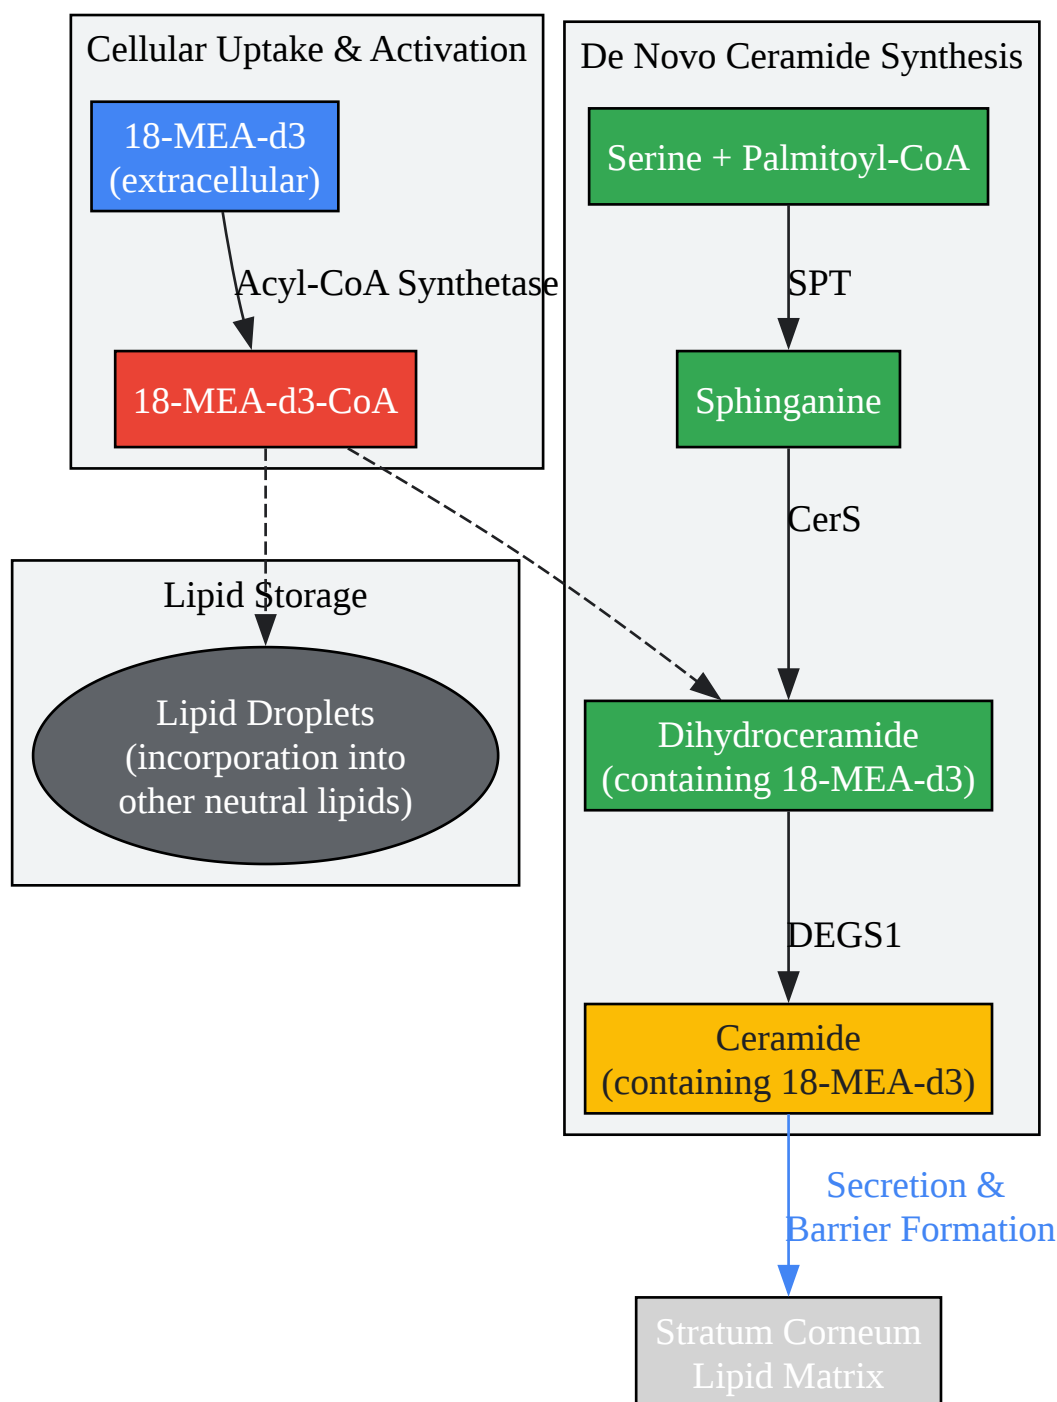 Cellular Uptake & Activation
18-MEA-d3
(extracellular)
Acyl-CoA Synthetase
18-MEA-d3-CoA
Lipid Storage
Lipid Droplets
(incorporation into
other neutral lipids)
De Novo Ceramide Synthesis
Serine + Palmitoyl-CoA
SPT
Sphinganine
CerS
Dihydroceramide
(containing 18-MEA-d3)
DEGS1
Ceramide
(containing 18-MEA-d3)
Secretion &
Barrier Formation
Stratum Corneum
Lipid Matrix